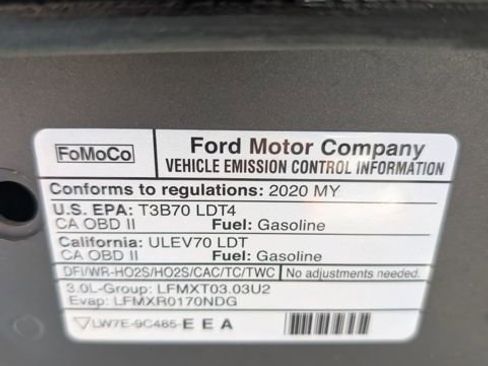 FoMoCo
Ford Motor Company
VEHICLE EMISSION CONTROL INFORMATION
Conforms to regulations: 2020 MY
U.S. EPA: T3B70 LDT4
CA OBD II Fuel: Gasoline
California: ULEV70 LDT
CA OBD II Fuel: Gasoline
DFI/WR-HO2S/HO2S/CAC/TC/TWC No adjustments needed.
3.0L-Group: LFMXT03.03U2
Evap: LFMXR0170NDG
LW7E-9C485-E E A